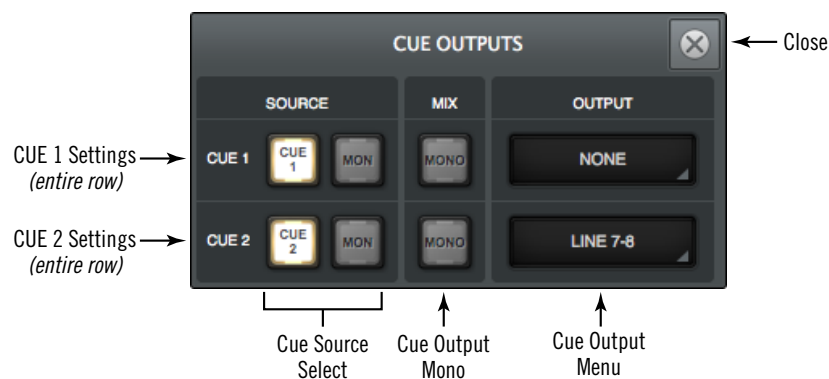 CUE OUTPUTS
Close
SOURCE MIX OUTPUT
CUE 1 Settings
(entire row)
CUE 1 CUE 1 MON MONO NONE
CUE 2 Settings
(entire row)
CUE 2 CUE 2 MON MONO LINE 7-8
Cue Source
Select
Cue Output
Mono
Cue Output
Menu